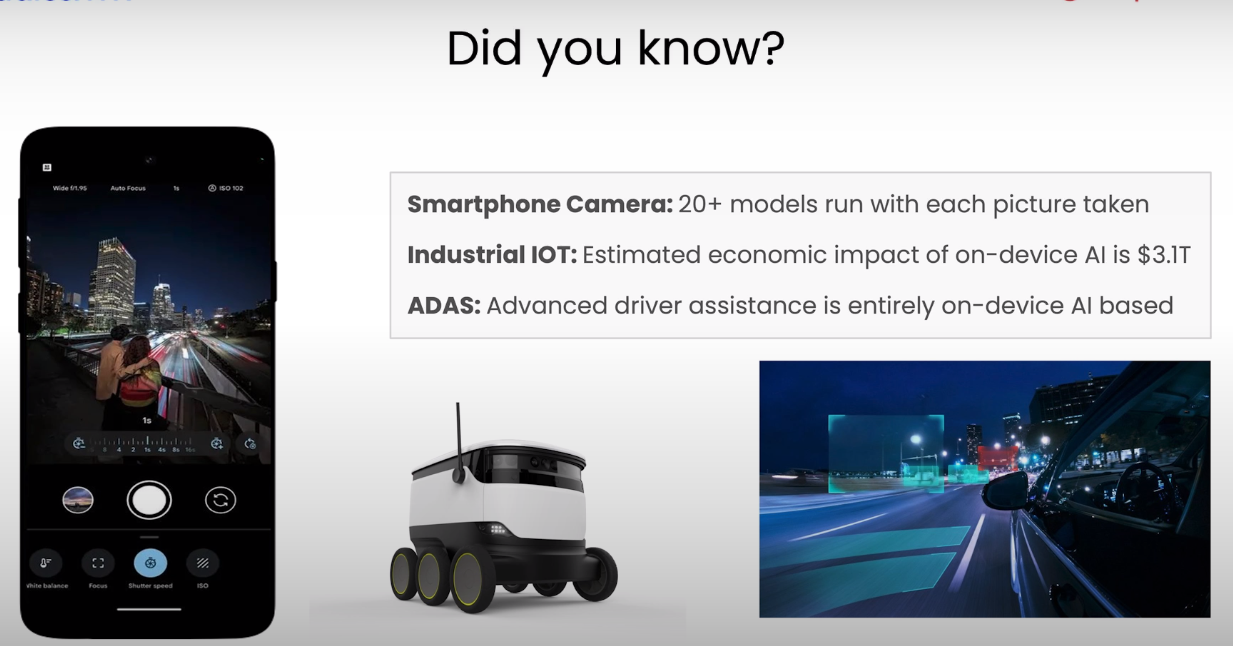 Did you know?
Smartphone Camera: 20+ models run with each picture taken
Industrial IOT: Estimated economic impact of on-device AI is $3.1T
ADAS: Advanced driver assistance is entirely on-device AI based
Wide f/1.95 Auto Focus 1s ISO 102
1s
8 4 2 1s 4s 8s 16s
White balance Focus Shutter speed ISO